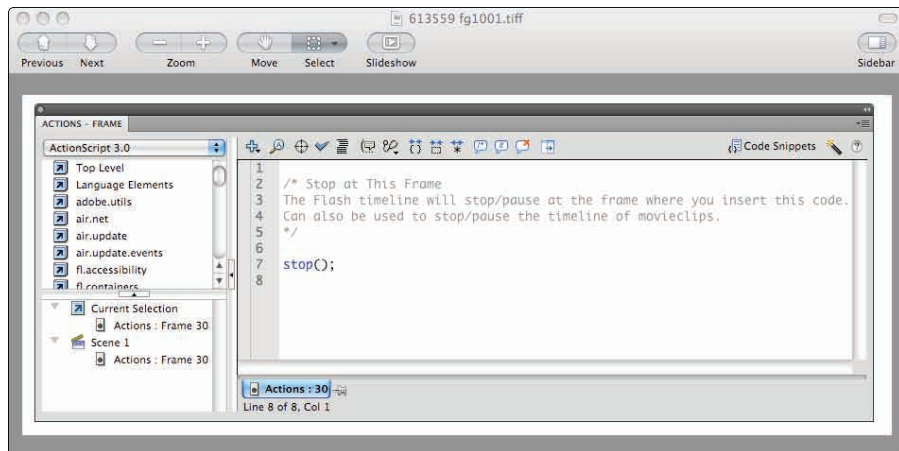 613559 fg1001.tiff
Previous Next Zoom Move Select Slideshow Sidebar
ACTIONS - FRAME
ActionScript 3.0
Code Snippets
Top Level
Language Elements
adobe.utils
air.net
air.update
air.update.events
fl.accessibility
fl.containers
Current Selection
Actions : Frame 30
Scene 1
Actions : Frame 30
1
2 /* Stop at This Frame
3 The Flash timeline will stop/pause at the frame where you insert this code.
4 Can also be used to stop/pause the timeline of movieclips.
5 */
6
7 stop();
8
Actions : 30
Line 8 of 8, Col 1